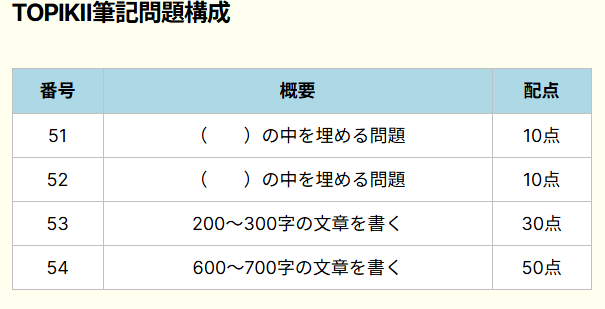 TOPIKII筆記問題構成
番号 概要 配点
51 （　　）の中を埋める問題 10点
52 （　　）の中を埋める問題 10点
53 200～300字の文章を書く 30点
54 600～700字の文章を書く 50点